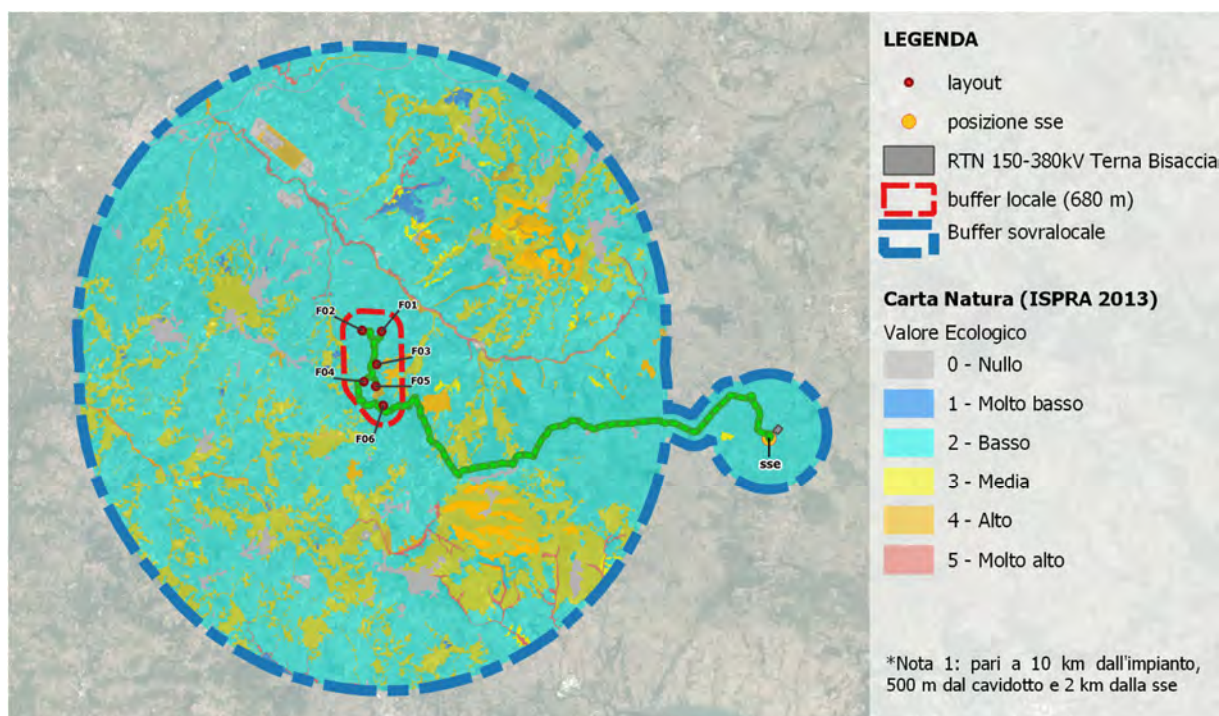 LEGENDA
layout
posizione sse
RTN 150-380kV Terna Bisaccia
buffer locale (680 m)
Buffer sovralocale
Carta Natura (ISPRA 2013)
Valore Ecologico
0 - Nullo
1 - Molto basso
2 - Basso
3 - Media
4 - Alto
5 - Molto alto
*Nota 1: pari a 10 km dall'impianto,
500 m dal cavidotto e 2 km dalla sse
F02
F01
F03
F04
F05
F06
sse